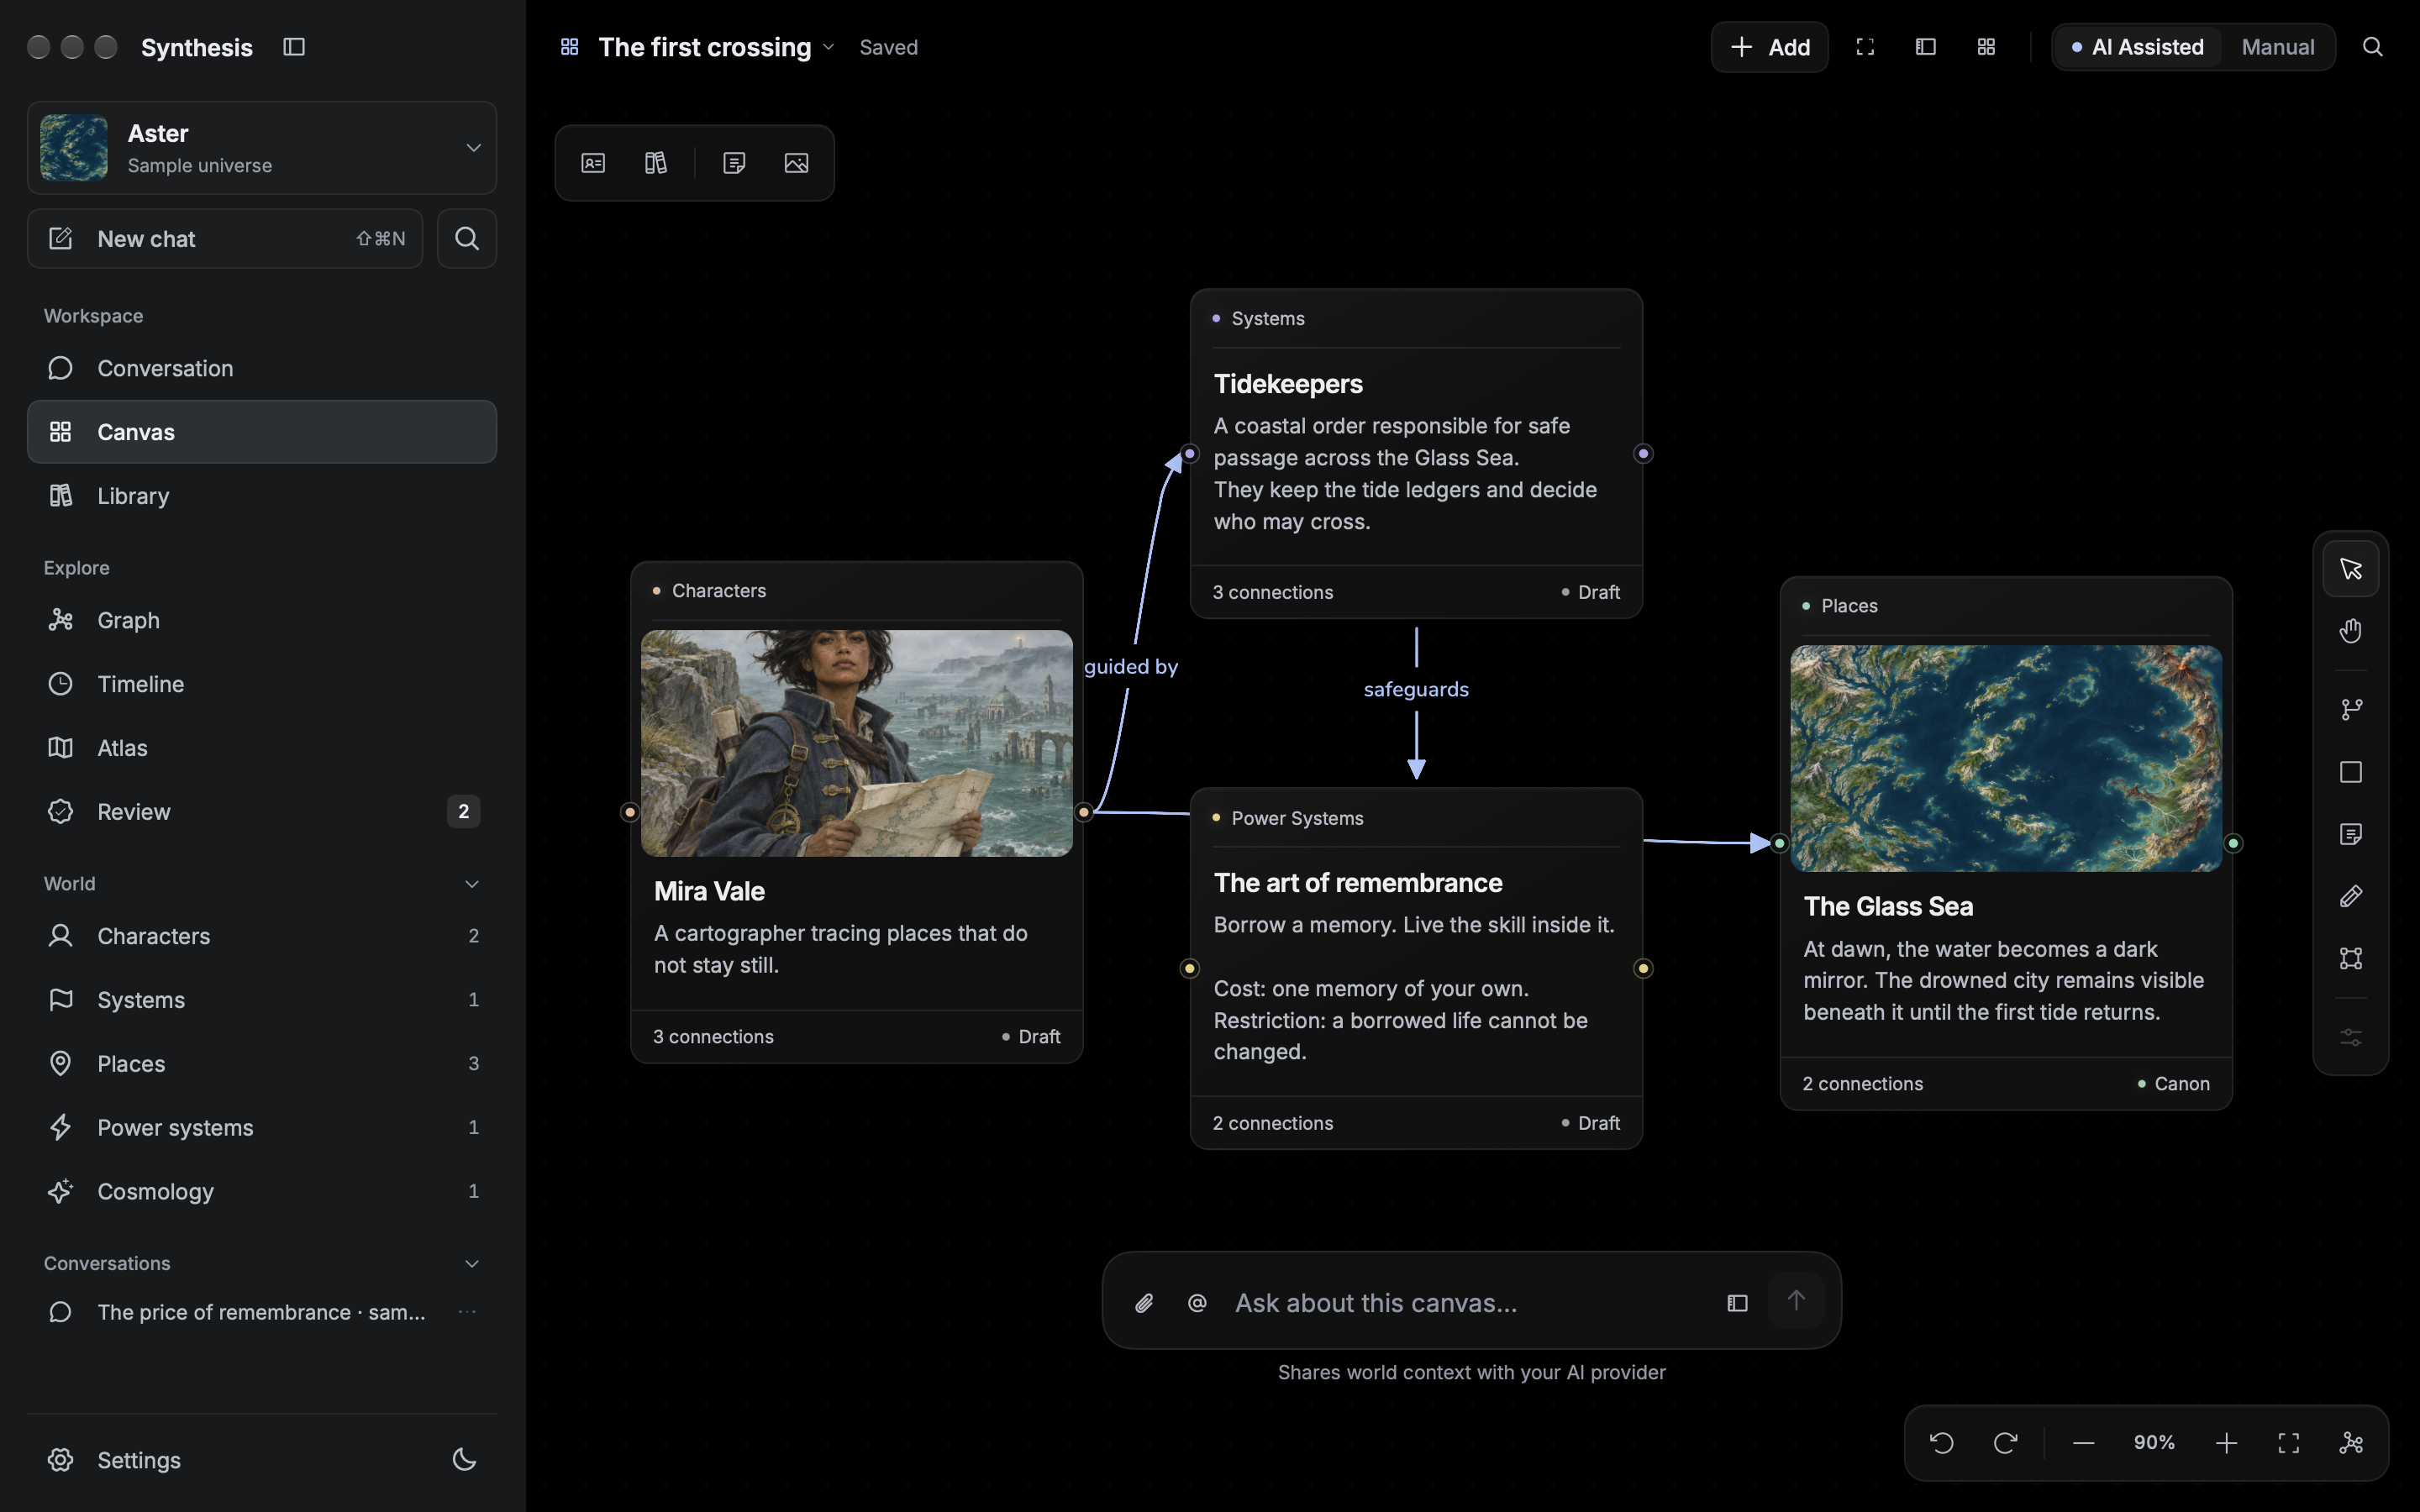 Synthesis
Aster
Sample universe
New chat
⇧⌘N
Workspace
Conversation
Canvas
Library
Explore
Graph
Timeline
Atlas
Review
2
World
Characters
2
Systems
1
Places
3
Power systems
1
Cosmology
1
Conversations
The price of remembrance · sam...
Settings
The first crossing
Saved
Add
AI Assisted
Manual
Systems
Tidekeepers
A coastal order responsible for safe
passage across the Glass Sea.
They keep the tide ledgers and decide
who may cross.
3 connections
Draft
Characters
guided by
safeguards
Mira Vale
A cartographer tracing places that do
not stay still.
3 connections
Draft
Power Systems
The art of remembrance
Borrow a memory. Live the skill inside it.
Cost: one memory of your own.
Restriction: a borrowed life cannot be
changed.
2 connections
Draft
Places
The Glass Sea
At dawn, the water becomes a dark
mirror. The drowned city remains visible
beneath it until the first tide returns.
2 connections
Canon
@
Ask about this canvas...
Shares world context with your AI provider
90%